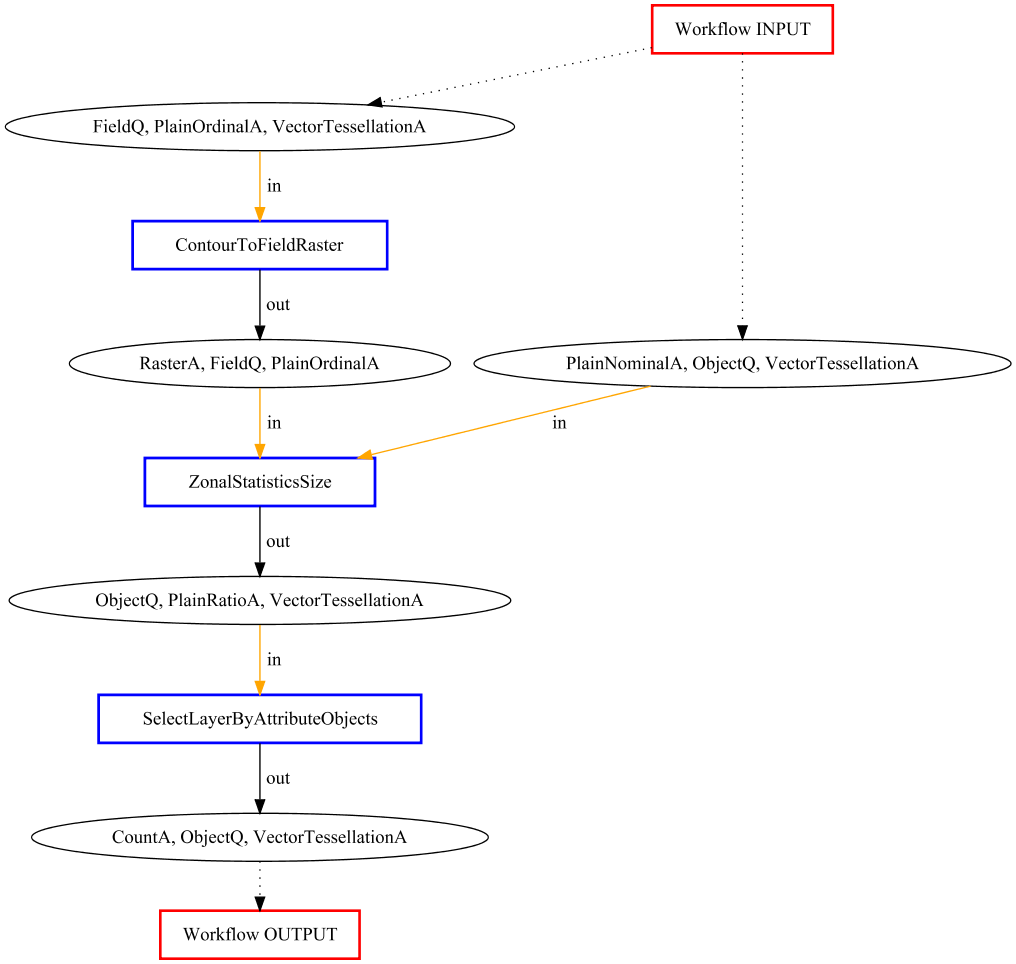 Workflow INPUT
FieldQ, PlainOrdinalA, VectorTessellationA
in
ContourToFieldRaster
out
RasterA, FieldQ, PlainOrdinalA
PlainNominalA, ObjectQ, VectorTessellationA
in
in
ZonalStatisticsSize
out
ObjectQ, PlainRatioA, VectorTessellationA
in
SelectLayerByAttributeObjects
out
CountA, ObjectQ, VectorTessellationA
Workflow OUTPUT